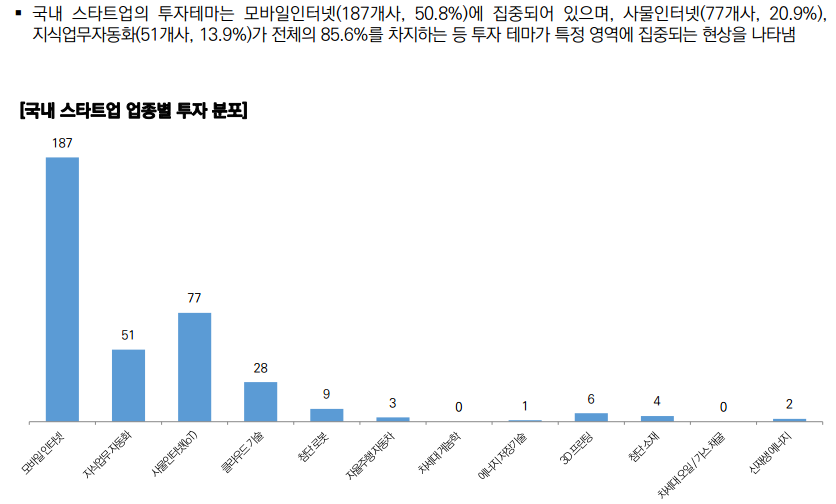 ▪ 국내 스타트업의 투자테마는 모바일인터넷(187개사, 50.8%)에 집중되어 있으며, 사물인터넷(77개사, 20.9%),
지식업무자동화(51개사, 13.9%)가 전체의 85.6%를 차지하는 등 투자 테마가 특정 영역에 집중되는 현상을 나타냄
[국내 스타트업 업종별 투자 분포]
187
51
77
28
9
3
0
1
6
4
0
2
모바일 인터넷
지식업무 자동화
사물인터넷(IoT)
클라우드 기술
첨단 로봇
자율주행 자동차
차세대 게놈학
에너지 저장 기술
3D 프린팅
첨단 소재
차세대 오일 / 가스 채굴
신재생 에너지